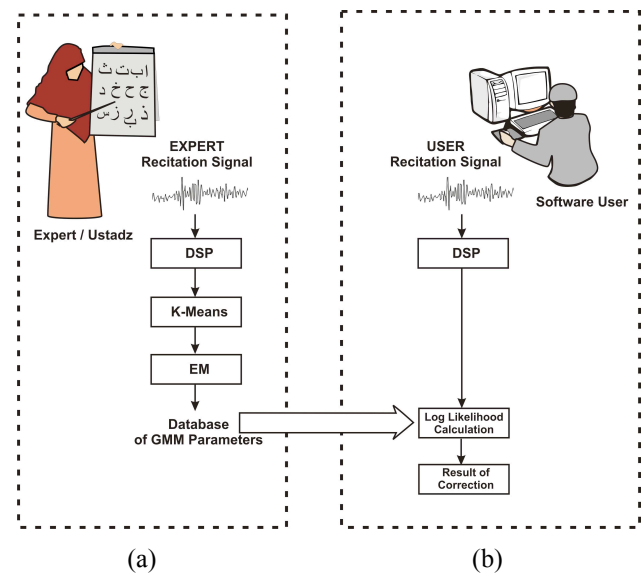 ا ب ت ث
ج ح خ د
ذ ر ز س
EXPERT
Recitation Signal
Expert / Ustadz
DSP
K-Means
EM
Database
of GMM Parameters
(a)
USER
Recitation Signal
Software User
DSP
Log Likelihood
Calculation
Result of
Correction
(b)